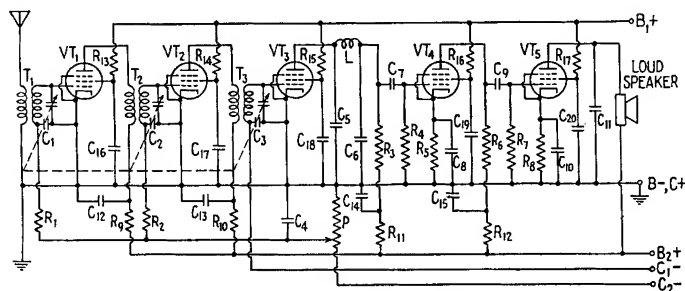 B₁+
VT₁
R₁₃
VT₂
R₁₄
VT₃
R₁₅
L
VT₄
R₁₆
VT₅
R₁₇
LOUD
SPEAKER
T₁
T₂
T₃
C₁
C₂
C₃
C₁₆
C₁₇
C₁₈
C₅
C₆
C₇
R₃
R₄
R₅
C₈
C₁₉
C₉
R₆
R₇
R₈
C₁₀
C₂₀
C₁₁
B-, C+
C₁₂
C₁₃
C₄
C₁₄
C₁₅
R₁
R₉
R₂
R₁₀
P
R₁₁
R₁₂
B₂+
C₁-
C₂-